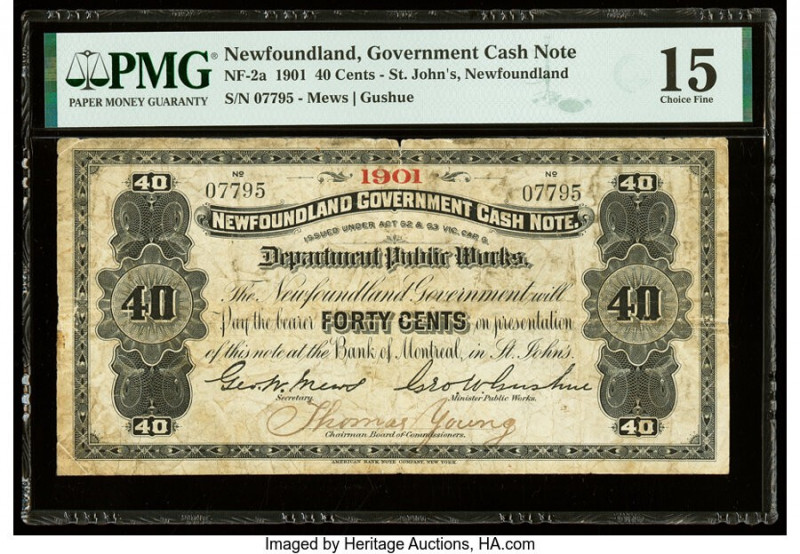 PMG®
PAPER MONEY GUARANTY
Newfoundland, Government Cash Note
NF-2a 1901 40 Cents - St. John's, Newfoundland
S/N 07795 - Mews | Gushue
15
Choice Fine
40 40
No No
07795 1901 07795
NEWFOUNDLAND GOVERNMENT CASH NOTE.
ISSUED UNDER ACT 52 & 53 VIC. CAP 9.
Department Public Works.
The Newfoundland Government will
40 40
Pay the bearer FORTY CENTS on presentation
of this note at the Bank of Montreal, in St. John's.
Geo. W. Mews Geo W Gushue
Secretary. Minister Public Works.
Thomas Young
Chairman Board of Commissioners.
40 40
AMERICAN BANK NOTE COMPANY, NEW YORK.
Imaged by Heritage Auctions, HA.com